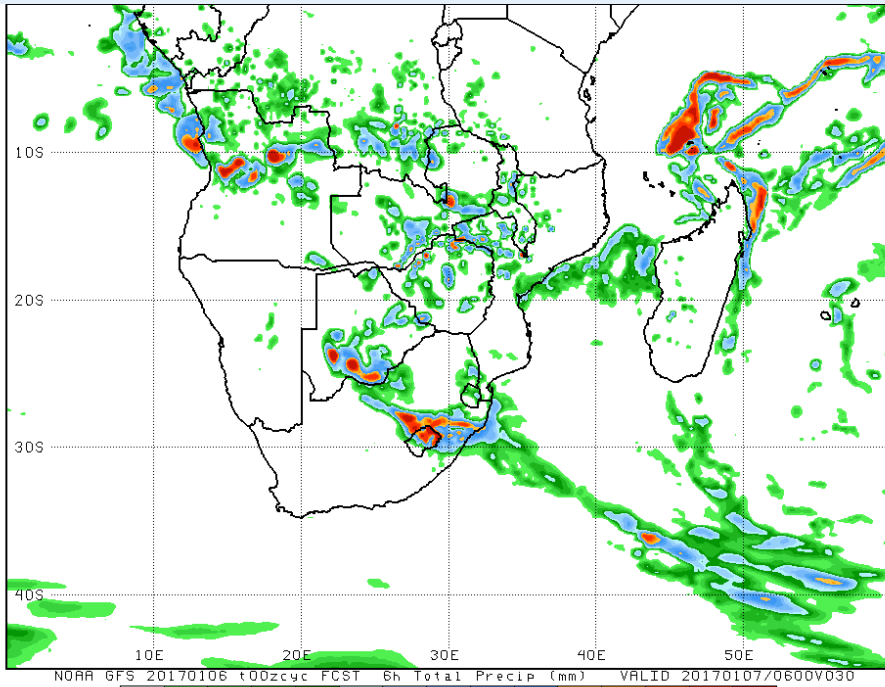 10S
20S
30S
40S
10E 20E 30E 40E 50E
NOAA GFS 20170106 t00zcyc FCST 6h Total Precip (mm) VALID 20170107/0600V030